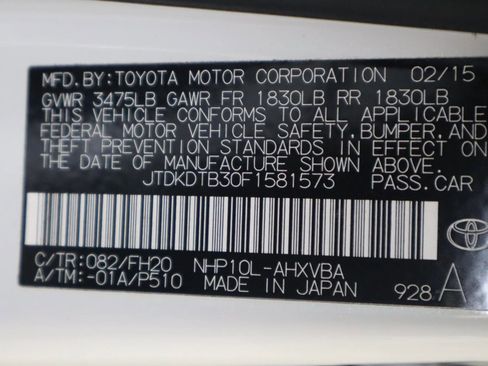 MFD.BY:TOYOTA MOTOR CORPORATION 02/15
GVWR 3475LB GAWR FR 1830LB RR 1830LB
THIS VEHICLE CONFORMS TO ALL APPLICABLE
FEDERAL MOTOR VEHICLE SAFETY, BUMPER, AND
THEFT PREVENTION STANDARDS IN EFFECT ON
THE DATE OF MANUFACTURE SHOWN ABOVE.
JTDKDTB30F1581573 PASS.CAR
C/TR:082/FH20 NHP10L-AHXVBA
A/TM:-01A/P510 MADE IN JAPAN 928 A